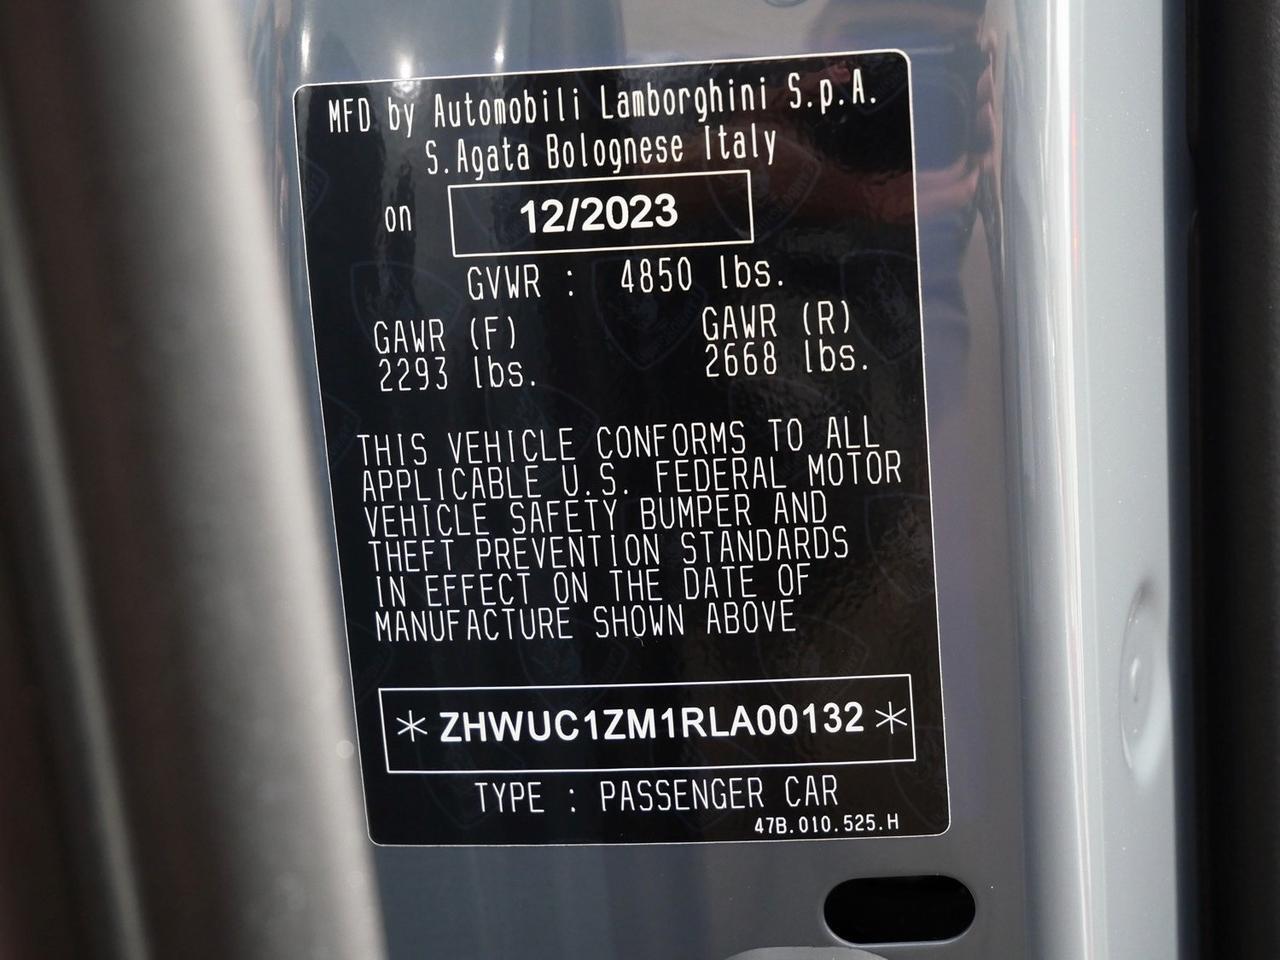 MFD by Automobili Lamborghini S.p.A.
S.Agata Bolognese Italy
on 12/2023
GVWR : 4850 lbs.
GAWR (F) GAWR (R)
2293 lbs. 2668 lbs.
THIS VEHICLE CONFORMS TO ALL
APPLICABLE U.S. FEDERAL MOTOR
VEHICLE SAFETY BUMPER AND
THEFT PREVENTION STANDARDS
IN EFFECT ON THE DATE OF
MANUFACTURE SHOWN ABOVE
* ZHWUC1ZM1RLA00132 *
TYPE : PASSENGER CAR
47B.010.525.H